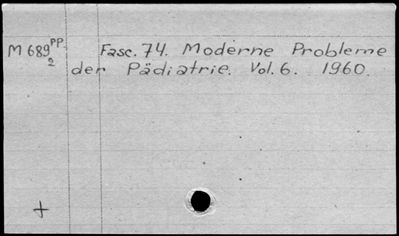 M 689 pp. 2 Fasc. 74. Moderne Probleme
der Pädiatrie. Vol. 6. 1960.
+